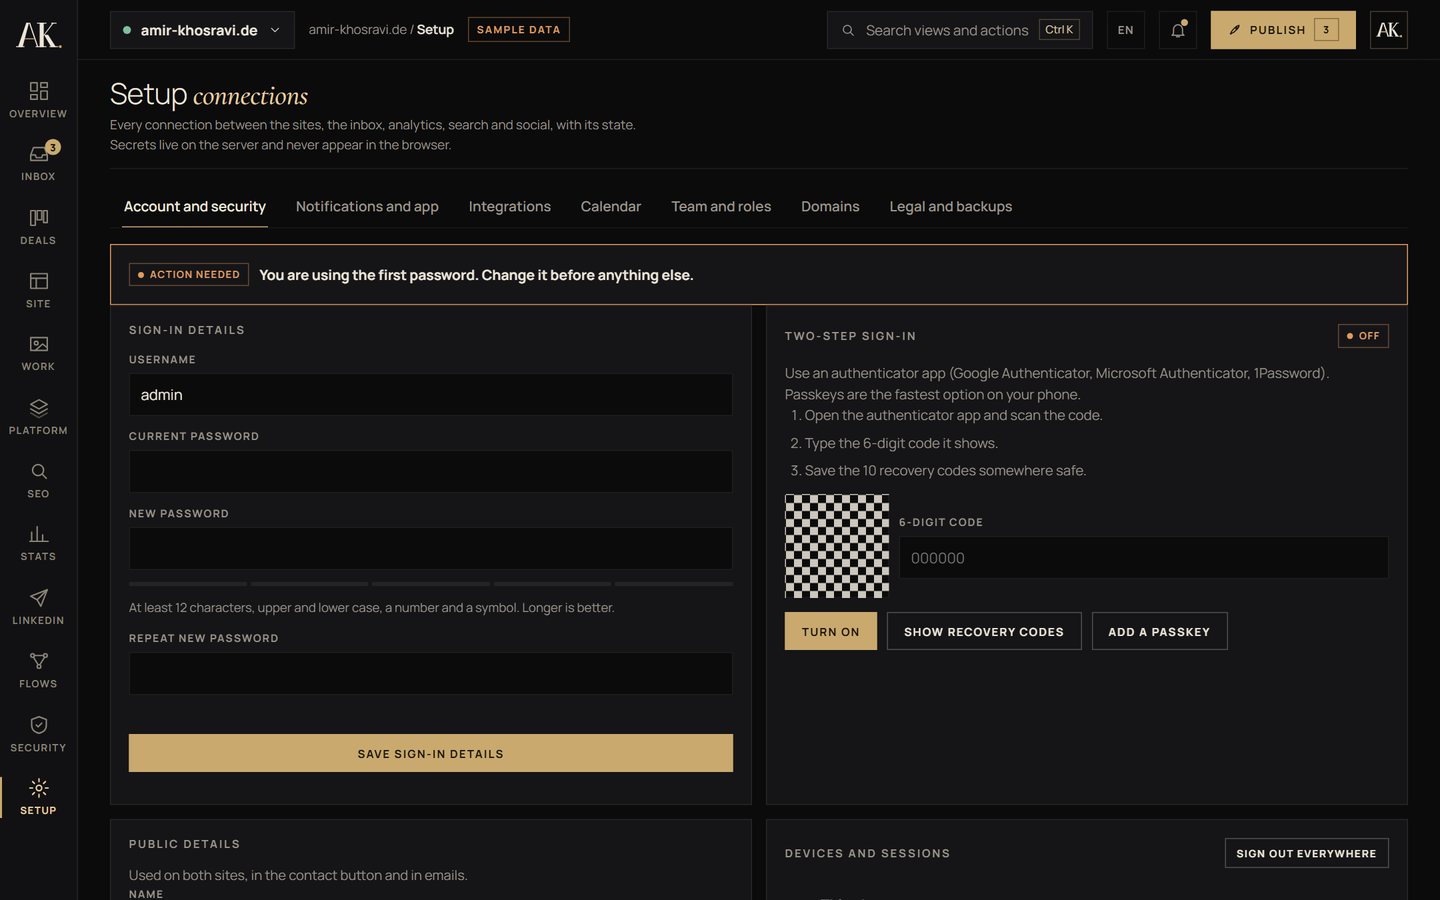 AK.
OVERVIEW
3
INBOX
DEALS
SITE
WORK
PLATFORM
SEO
STATS
LINKEDIN
FLOWS
SECURITY
SETUP
amir-khosravi.de
amir-khosravi.de / Setup
SAMPLE DATA
Search views and actions
Ctrl K
EN
PUBLISH 3
AK.
Setup connections
Every connection between the sites, the inbox, analytics, search and social, with its state.
Secrets live on the server and never appear in the browser.
Account and security
Notifications and app
Integrations
Calendar
Team and roles
Domains
Legal and backups
ACTION NEEDED
You are using the first password. Change it before anything else.
SIGN-IN DETAILS
USERNAME
admin
CURRENT PASSWORD
NEW PASSWORD
At least 12 characters, upper and lower case, a number and a symbol. Longer is better.
REPEAT NEW PASSWORD
SAVE SIGN-IN DETAILS
TWO-STEP SIGN-IN
OFF
Use an authenticator app (Google Authenticator, Microsoft Authenticator, 1Password).
Passkeys are the fastest option on your phone.
1. Open the authenticator app and scan the code.
2. Type the 6-digit code it shows.
3. Save the 10 recovery codes somewhere safe.
6-DIGIT CODE
000000
TURN ON
SHOW RECOVERY CODES
ADD A PASSKEY
PUBLIC DETAILS
Used on both sites, in the contact button and in emails.
NAME
DEVICES AND SESSIONS
SIGN OUT EVERYWHERE